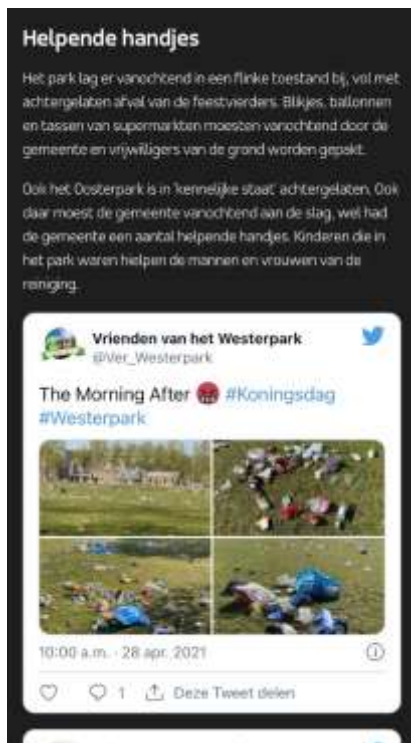 Helpende handjes
Het park lag er vanochtend in een flinke toestand bij, vol met
achtergelaten afval van de feestvierders. Blikjes, ballonnen
en tassen van supermarkten moesten vanochtend door de
gemeente en vrijwilligers van de grond worden gepakt.
Ook het Oosterpark is in 'kennelijke staat' achtergelaten. Ook
daar moest de gemeente vanochtend aan de slag, wel had
de gemeente een aantal helpende handjes. Kinderen die in
het park waren hielpen de mannen en vrouwen van de
reiniging.
Vrienden van het Westerpark
@Ver_Westerpark
The Morning After #Koningsdag
#Westerpark
10:00 a.m. · 28 apr. 2021
1 Deze Tweet delen